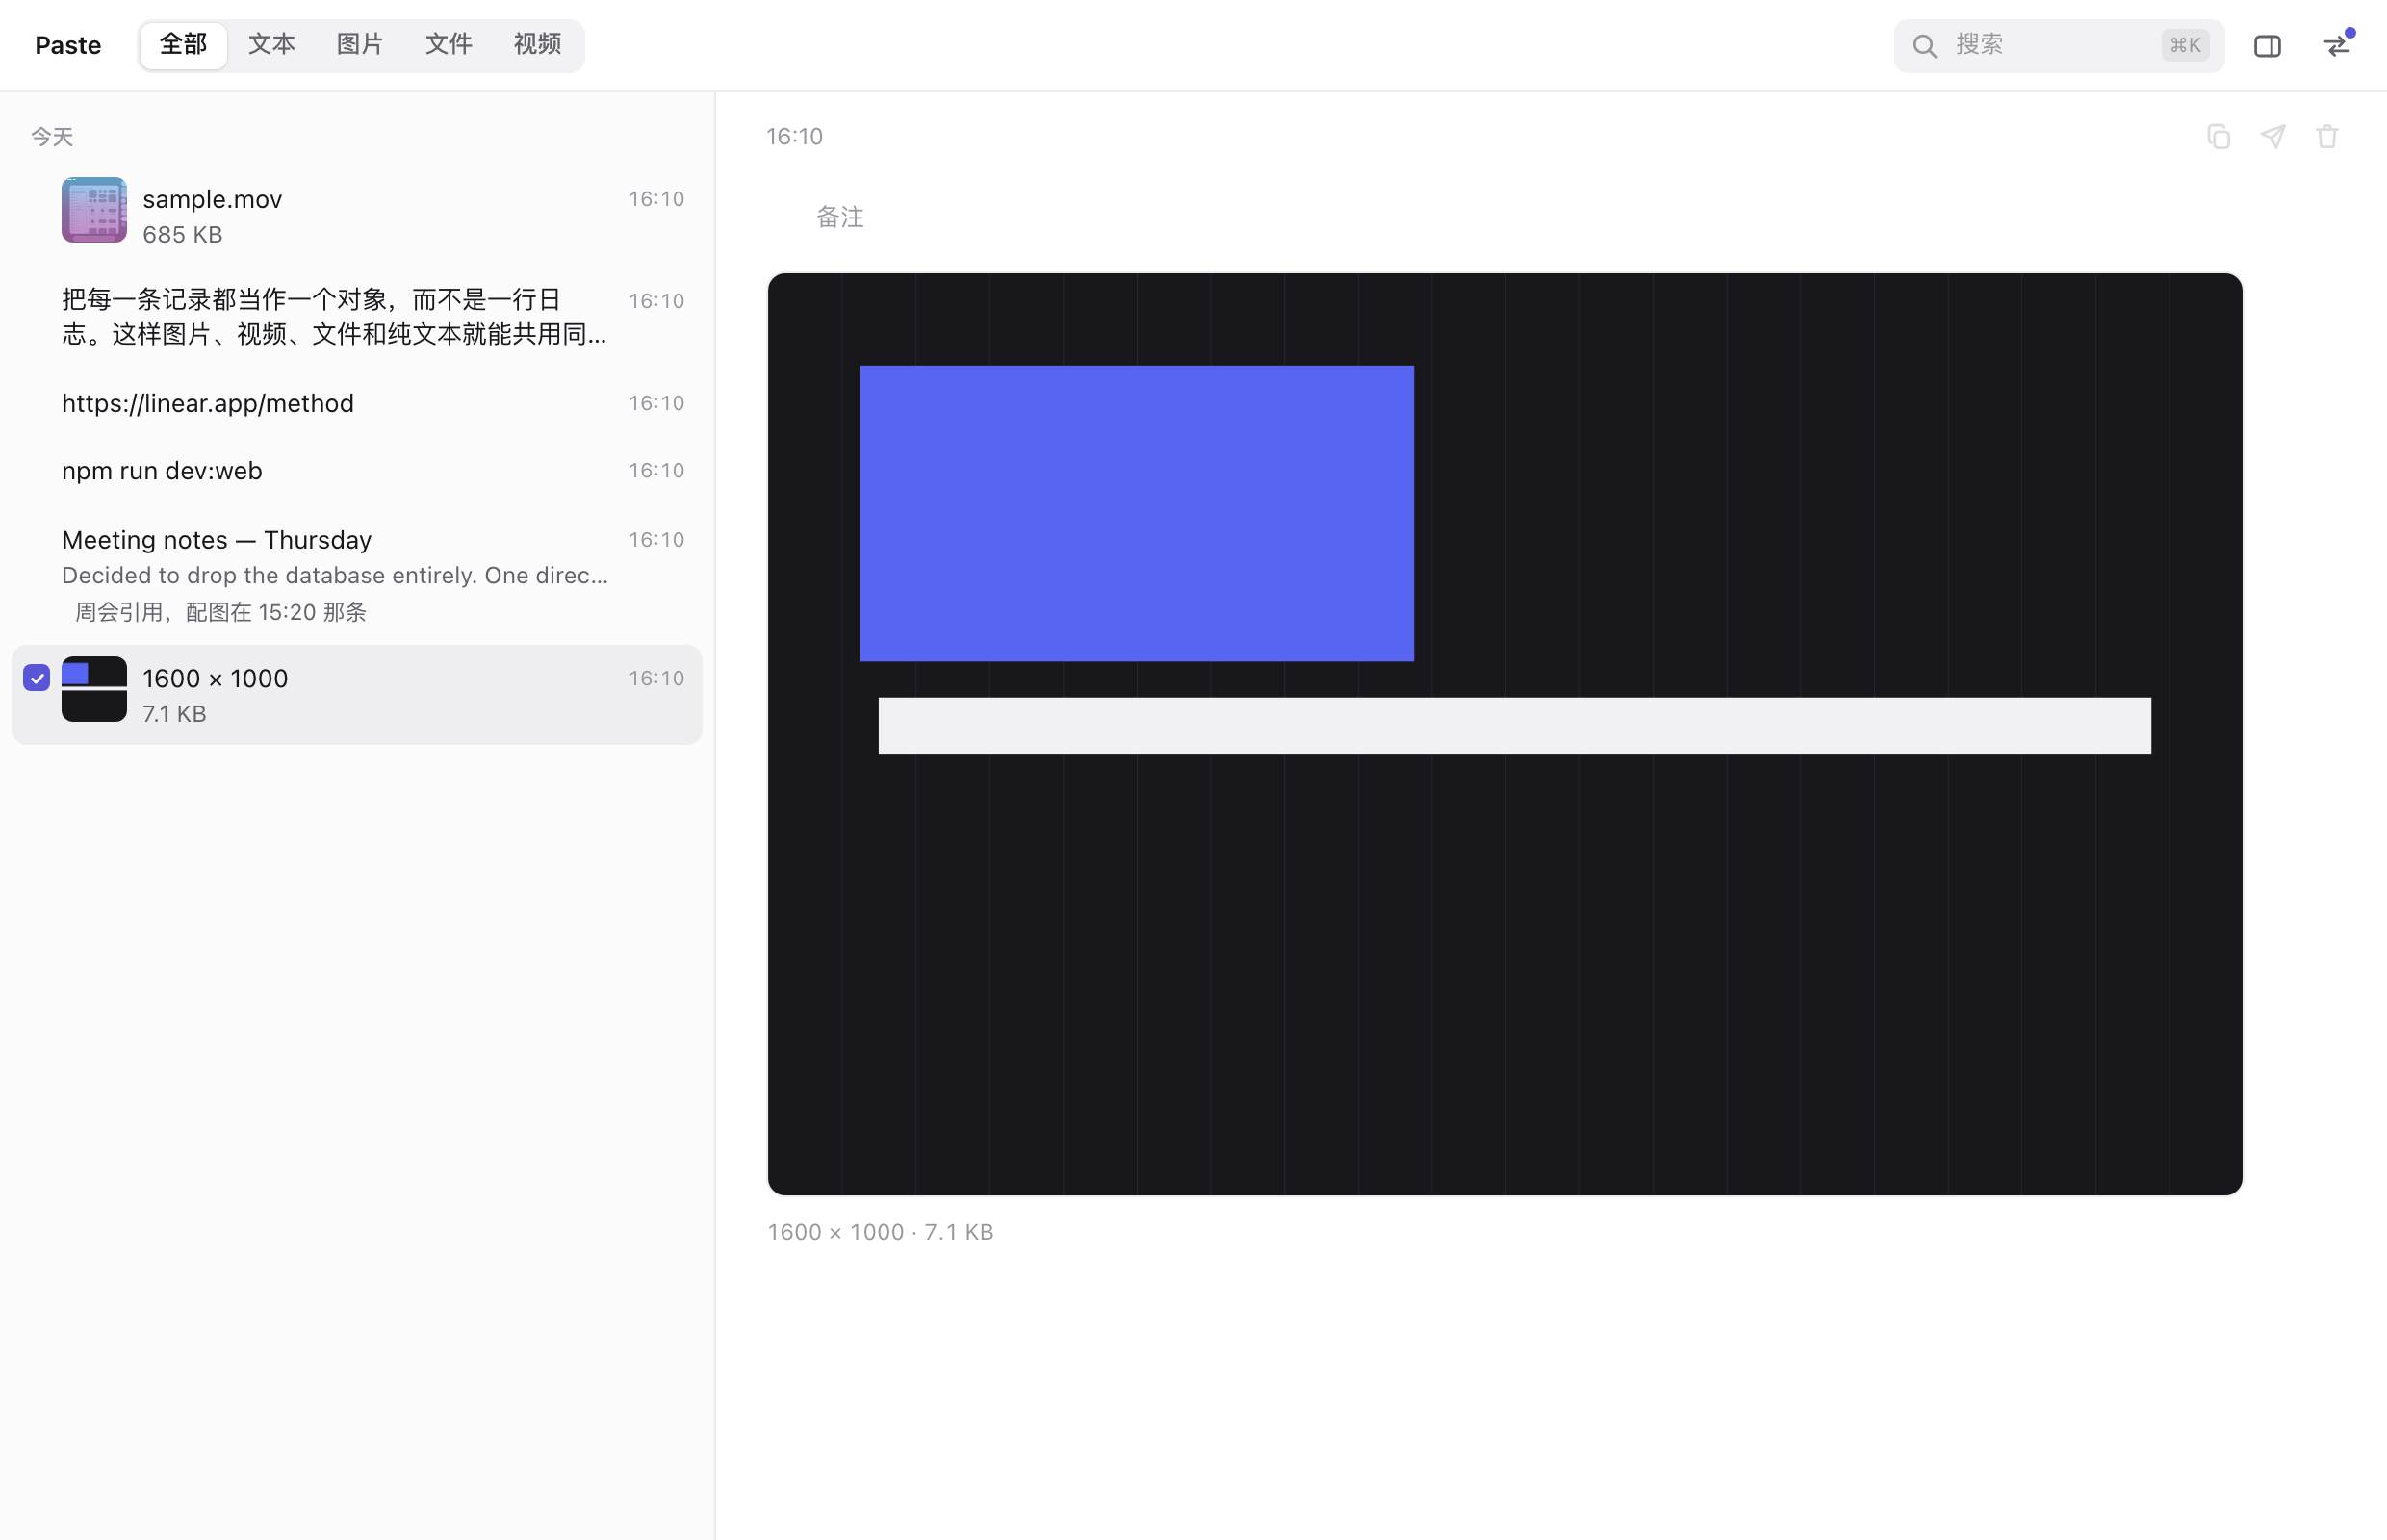 Paste
全部
文本
图片
文件
视频
搜索
⌘K
今天
sample.mov
16:10
685 KB
把每一条记录都当作一个对象，而不是一行日
16:10
志。这样图片、视频、文件和纯文本就能共用同...
https://linear.app/method
16:10
npm run dev:web
16:10
Meeting notes — Thursday
16:10
Decided to drop the database entirely. One direc...
周会引用，配图在 15:20 那条
1600 × 1000
16:10
7.1 KB
16:10
备注
1600 × 1000 · 7.1 KB